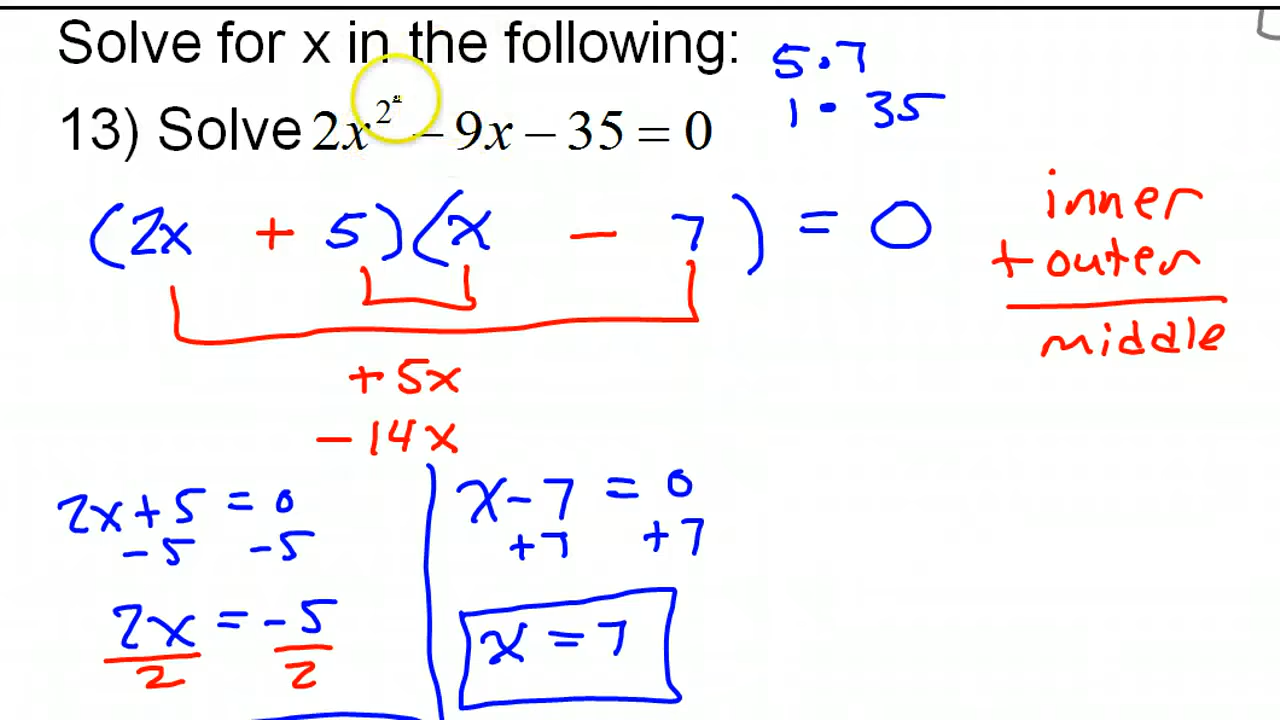 Solve for x in the following:
5·7
1·35
13) Solve 2x² − 9x − 35 = 0
(2x + 5)(x − 7) = 0
inner
+ outer
middle
+5x
−14x
2x+5 = 0
−5 −5
2x = −5
2 2
x−7 = 0
+7 +7
x = 7